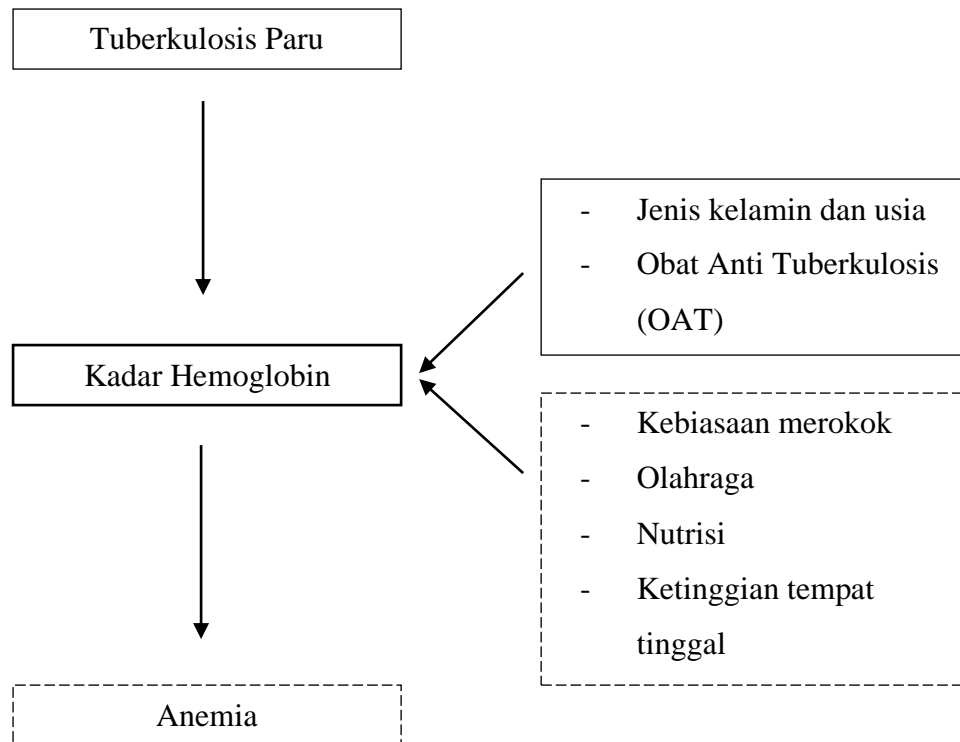 Tuberkulosis Paru
- Jenis kelamin dan usia
- Obat Anti Tuberkulosis
(OAT)
Kadar Hemoglobin
- Kebiasaan merokok
- Olahraga
- Nutrisi
- Ketinggian tempat
tinggal
Anemia